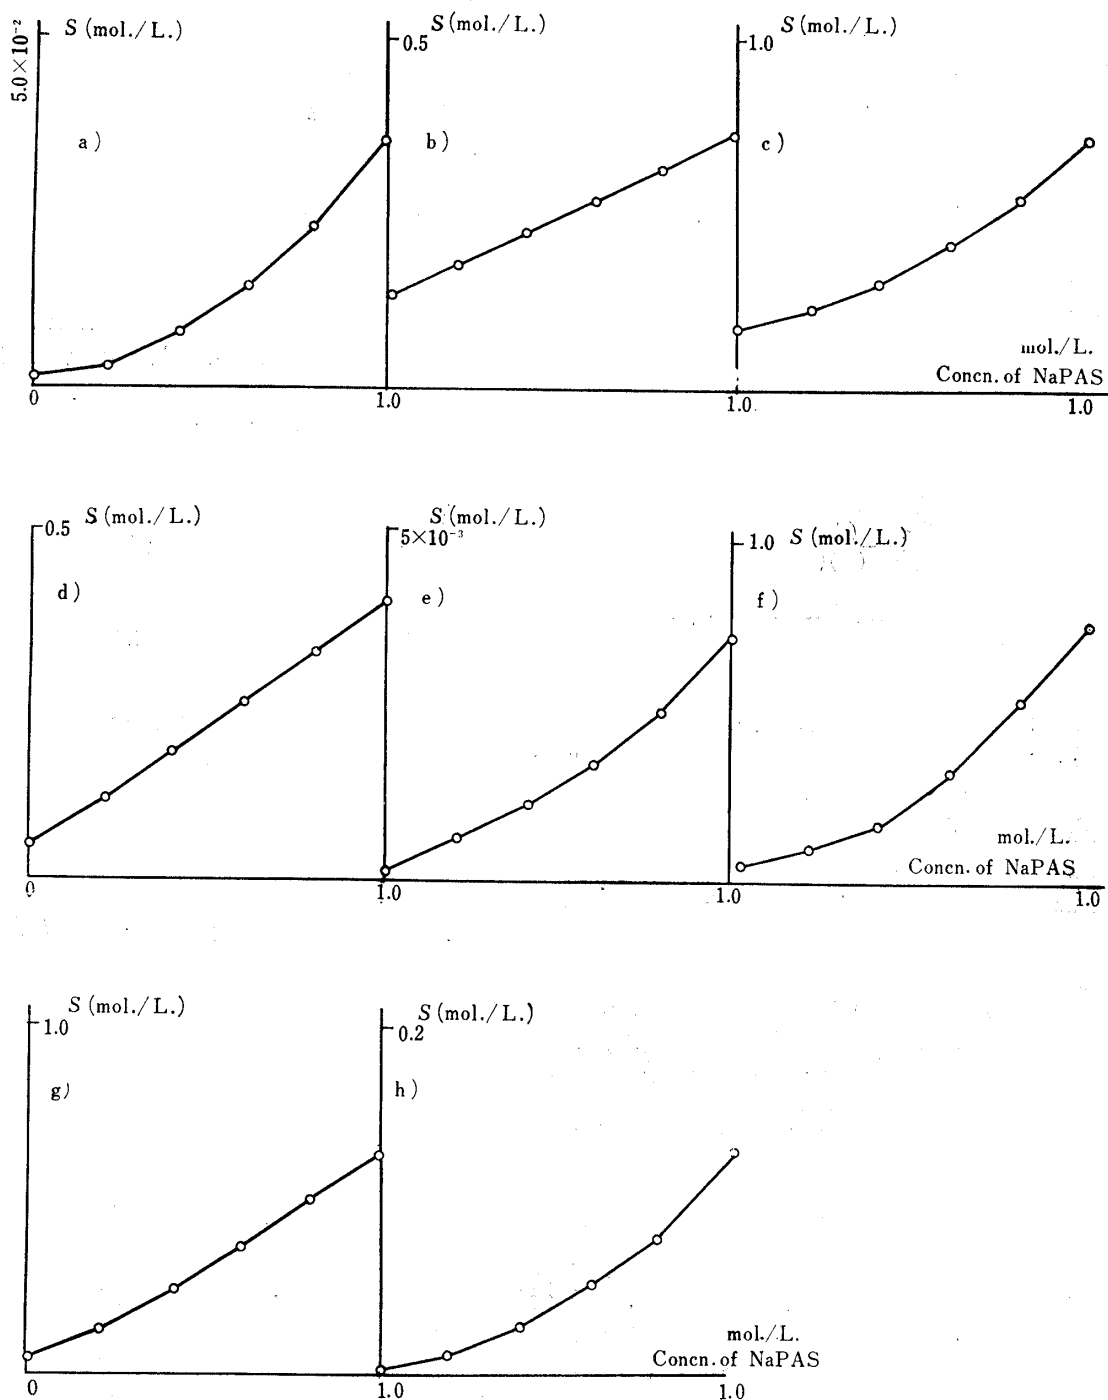 5.0×10⁻²
S (mol./L.)
S (mol./L.)
0.5
S (mol./L.)
1.0
a)
b)
c)
mol./L.
Concn. of NaPAS
0
1.0
1.0
1.0
0.5
S (mol./L.)
S (mol./L.)
5×10⁻³
1.0
S (mol./L.)
d)
e)
f)
mol./L.
Concn. of NaPAS
0
1.0
1.0
1.0
1.0
S (mol./L.)
S (mol./L.)
0.2
g)
h)
mol./L.
Concn. of NaPAS
0
1.0
1.0